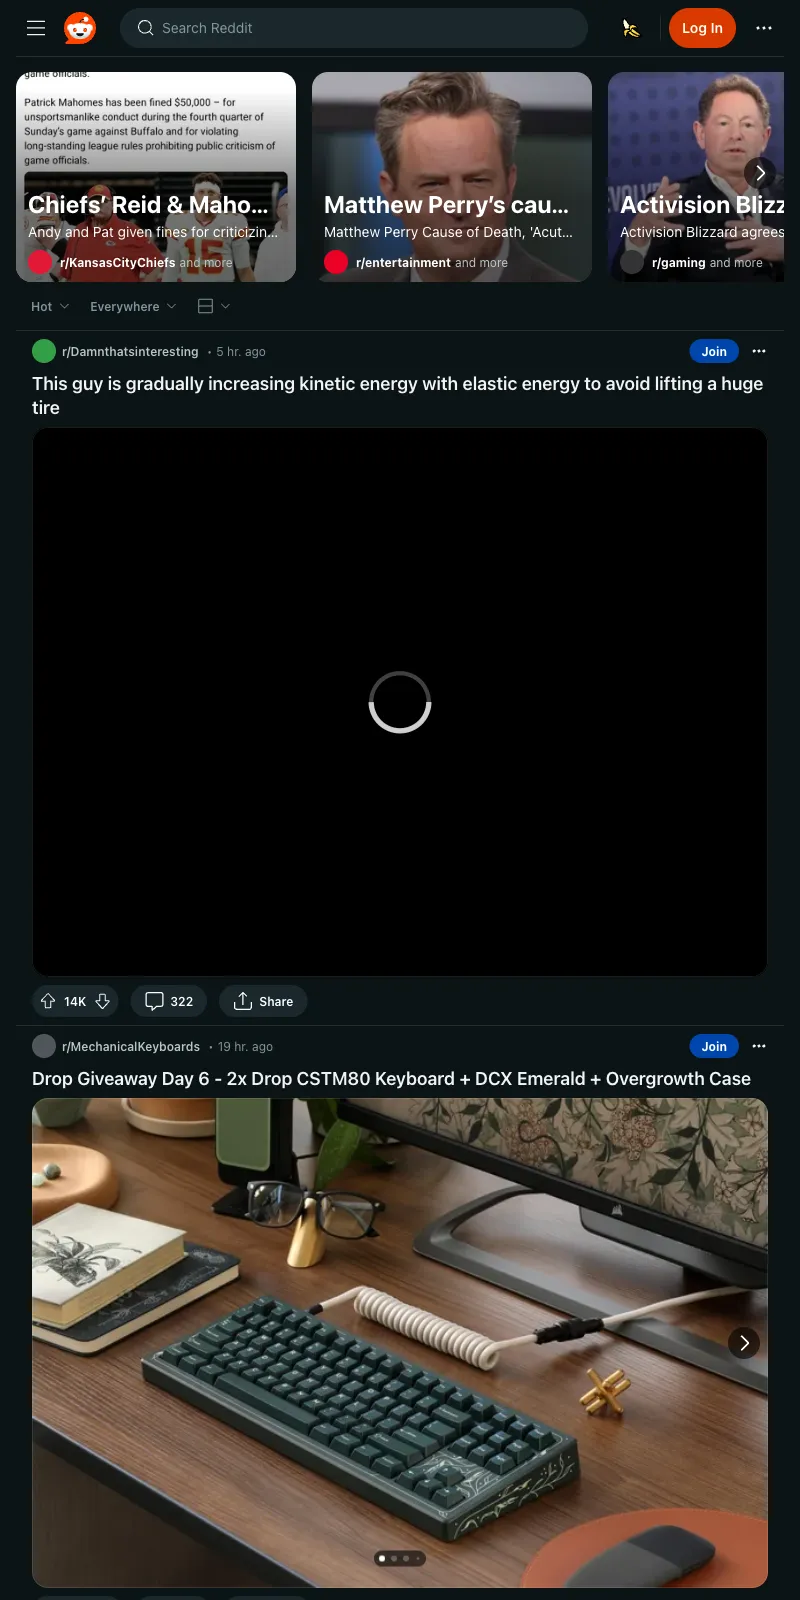 Search Reddit
Log In
game officials.
Patrick Mahomes has been fined $50,000 – for
unsportsmanlike conduct during the fourth quarter of
Sunday's game against Buffalo and for violating
long-standing league rules prohibiting public criticism of
game officials.
Chiefs' Reid & Maho...
Andy and Pat given fines for criticizin...
r/KansasCityChiefs and more
Matthew Perry's cau...
Matthew Perry Cause of Death, 'Acut...
r/entertainment and more
EVOLV
Activision Blizz
Activision Blizzard agrees
r/gaming and more
Hot
Everywhere
r/Damnthatsinteresting • 5 hr. ago
Join
This guy is gradually increasing kinetic energy with elastic energy to avoid lifting a huge
tire
14K
322
Share
r/MechanicalKeyboards • 19 hr. ago
Join
Drop Giveaway Day 6 - 2x Drop CSTM80 Keyboard + DCX Emerald + Overgrowth Case